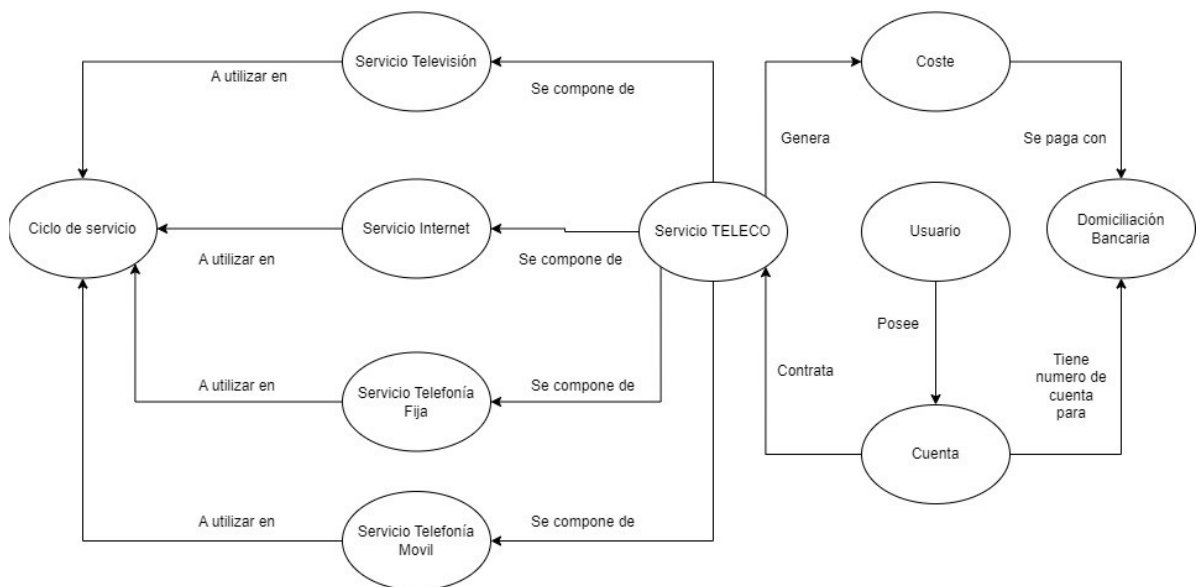 Servicio Televisión
Coste
A utilizar en
Se compone de
Genera
Se paga con
Ciclo de servicio
Servicio Internet
Servicio TELECO
Usuario
Domiciliación
Bancaria
A utilizar en
Se compone de
Posee
Servicio Telefonía
Fija
A utilizar en
Se compone de
Contrata
Tiene
numero de
cuenta
para
Cuenta
Servicio Telefonía
Movil
A utilizar en
Se compone de